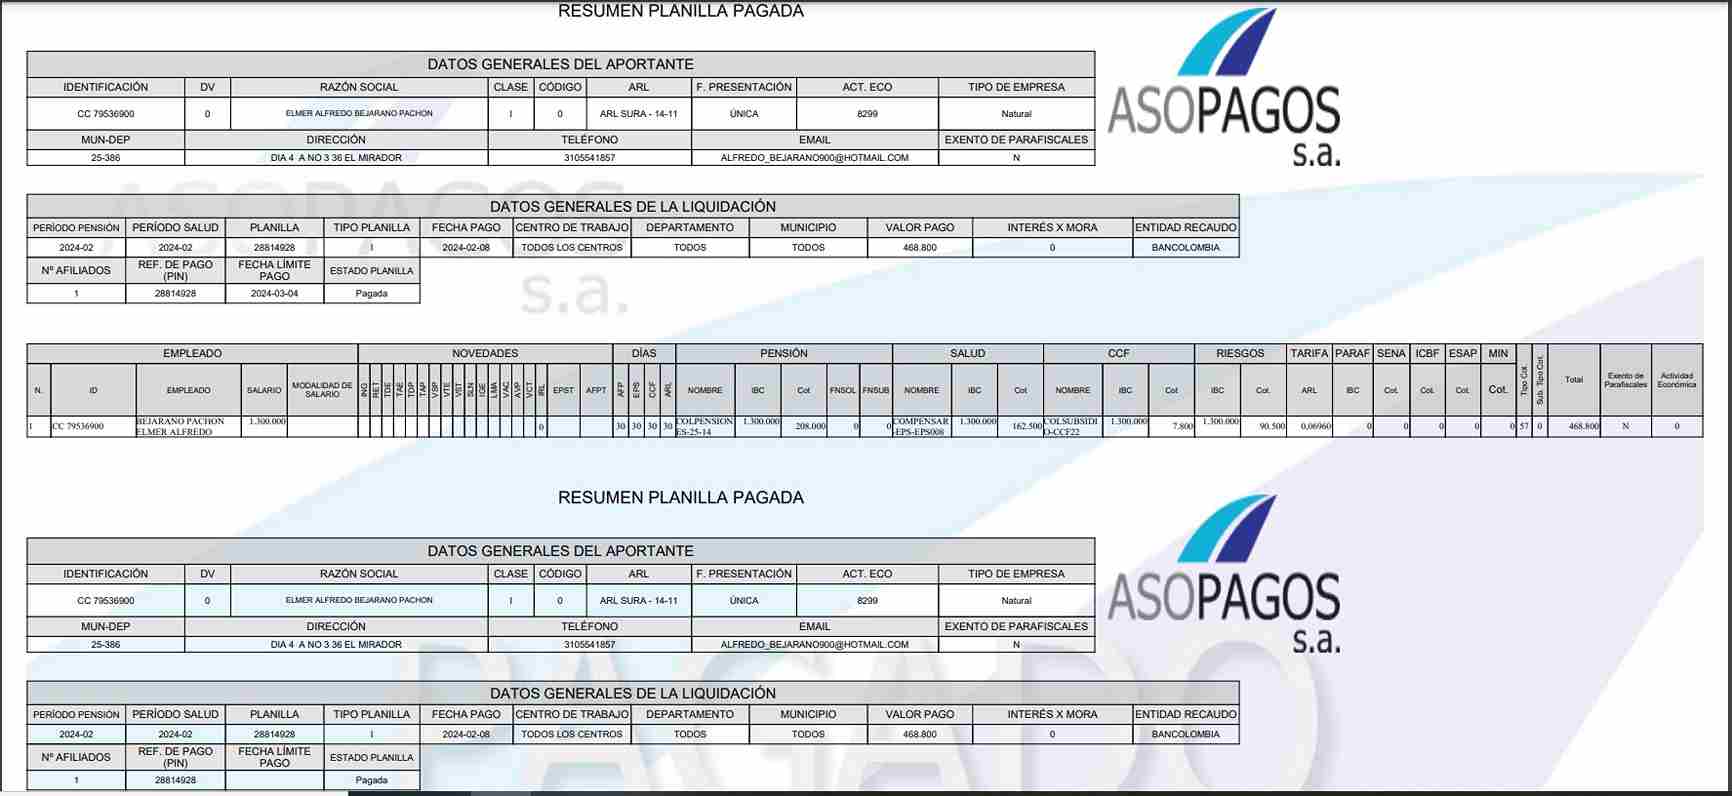 RESUMEN PLANILLA PAGADA
DATOS GENERALES DEL APORTANTE
IDENTIFICACIÓN DV RAZÓN SOCIAL CLASE CÓDIGO ARL F. PRESENTACIÓN ACT. ECO TIPO DE EMPRESA
CC 79536900 0 ELMER ALFREDO BEJARANO PACHON I 0 ARL SURA - 14-11 ÚNICA 8299 Natural
MUN-DEP DIRECCIÓN TELÉFONO EMAIL EXENTO DE PARAFISCALES
25-386 DIA 4 A NO 3 36 EL MIRADOR 3105541857 ALFREDO_BEJARANO900@HOTMAIL.COM N
ASOPAGOS
s.a.
DATOS GENERALES DE LA LIQUIDACIÓN
PERÍODO PENSIÓN PERÍODO SALUD PLANILLA TIPO PLANILLA FECHA PAGO CENTRO DE TRABAJO DEPARTAMENTO MUNICIPIO VALOR PAGO INTERÉS X MORA ENTIDAD RECAUDO
2024-02 2024-02 28814928 I 2024-02-08 TODOS LOS CENTROS TODOS TODOS 468.800 0 BANCOLOMBIA
Nº AFILIADOS REF. DE PAGO (PIN) FECHA LÍMITE PAGO ESTADO PLANILLA
1 28814928 2024-03-04 Pagada
ASOPAGOS
s.a.
EMPLEADO NOVEDADES DÍAS PENSIÓN SALUD CCF RIESGOS TARIFA PARAF SENA ICBF ESAP MIN
N. ID EMPLEADO SALARIO MODALIDAD DE SALARIO ING RET TDE TAE TDP TAP VSP VTE VST SLN IGE LMA VAC AVP VCT IRL EPST AFPT AFP EPS CCF ARL NOMBRE IBC Cot FNSOL FNSUB NOMBRE IBC Cot NOMBRE IBC Cot IBC Cot. ARL IBC Cot. Cot. Cot. Cot. Tipo Cot. Sub. Tipo Cot. Total Exento de Parafiscales Actividad Económica
1 CC 79536900 BEJARANO PACHON ELMER ALFREDO 1.300.000 0 30 30 30 30 COLPENSIONES-25-14 1.300.000 208.000 0 0 COMPENSAR-EPS-EPS008 1.300.000 162.500 COLSUBSIDIO-CCF22 1.300.000 7.800 1.300.000 90.500 0,06960 0 0 0 0 0 57 0 468.800 N 0
RESUMEN PLANILLA PAGADA
DATOS GENERALES DEL APORTANTE
IDENTIFICACIÓN DV RAZÓN SOCIAL CLASE CÓDIGO ARL F. PRESENTACIÓN ACT. ECO TIPO DE EMPRESA
CC 79536900 0 ELMER ALFREDO BEJARANO PACHON I 0 ARL SURA - 14-11 ÚNICA 8299 Natural
MUN-DEP DIRECCIÓN TELÉFONO EMAIL EXENTO DE PARAFISCALES
25-386 DIA 4 A NO 3 36 EL MIRADOR 3105541857 ALFREDO_BEJARANO900@HOTMAIL.COM N
ASOPAGOS
s.a.
PAGADO
DATOS GENERALES DE LA LIQUIDACIÓN
PERÍODO PENSIÓN PERÍODO SALUD PLANILLA TIPO PLANILLA FECHA PAGO CENTRO DE TRABAJO DEPARTAMENTO MUNICIPIO VALOR PAGO INTERÉS X MORA ENTIDAD RECAUDO
2024-02 2024-02 28814928 I 2024-02-08 TODOS LOS CENTROS TODOS TODOS 468.800 0 BANCOLOMBIA
Nº AFILIADOS REF. DE PAGO (PIN) FECHA LÍMITE PAGO ESTADO PLANILLA
1 28814928 Pagada